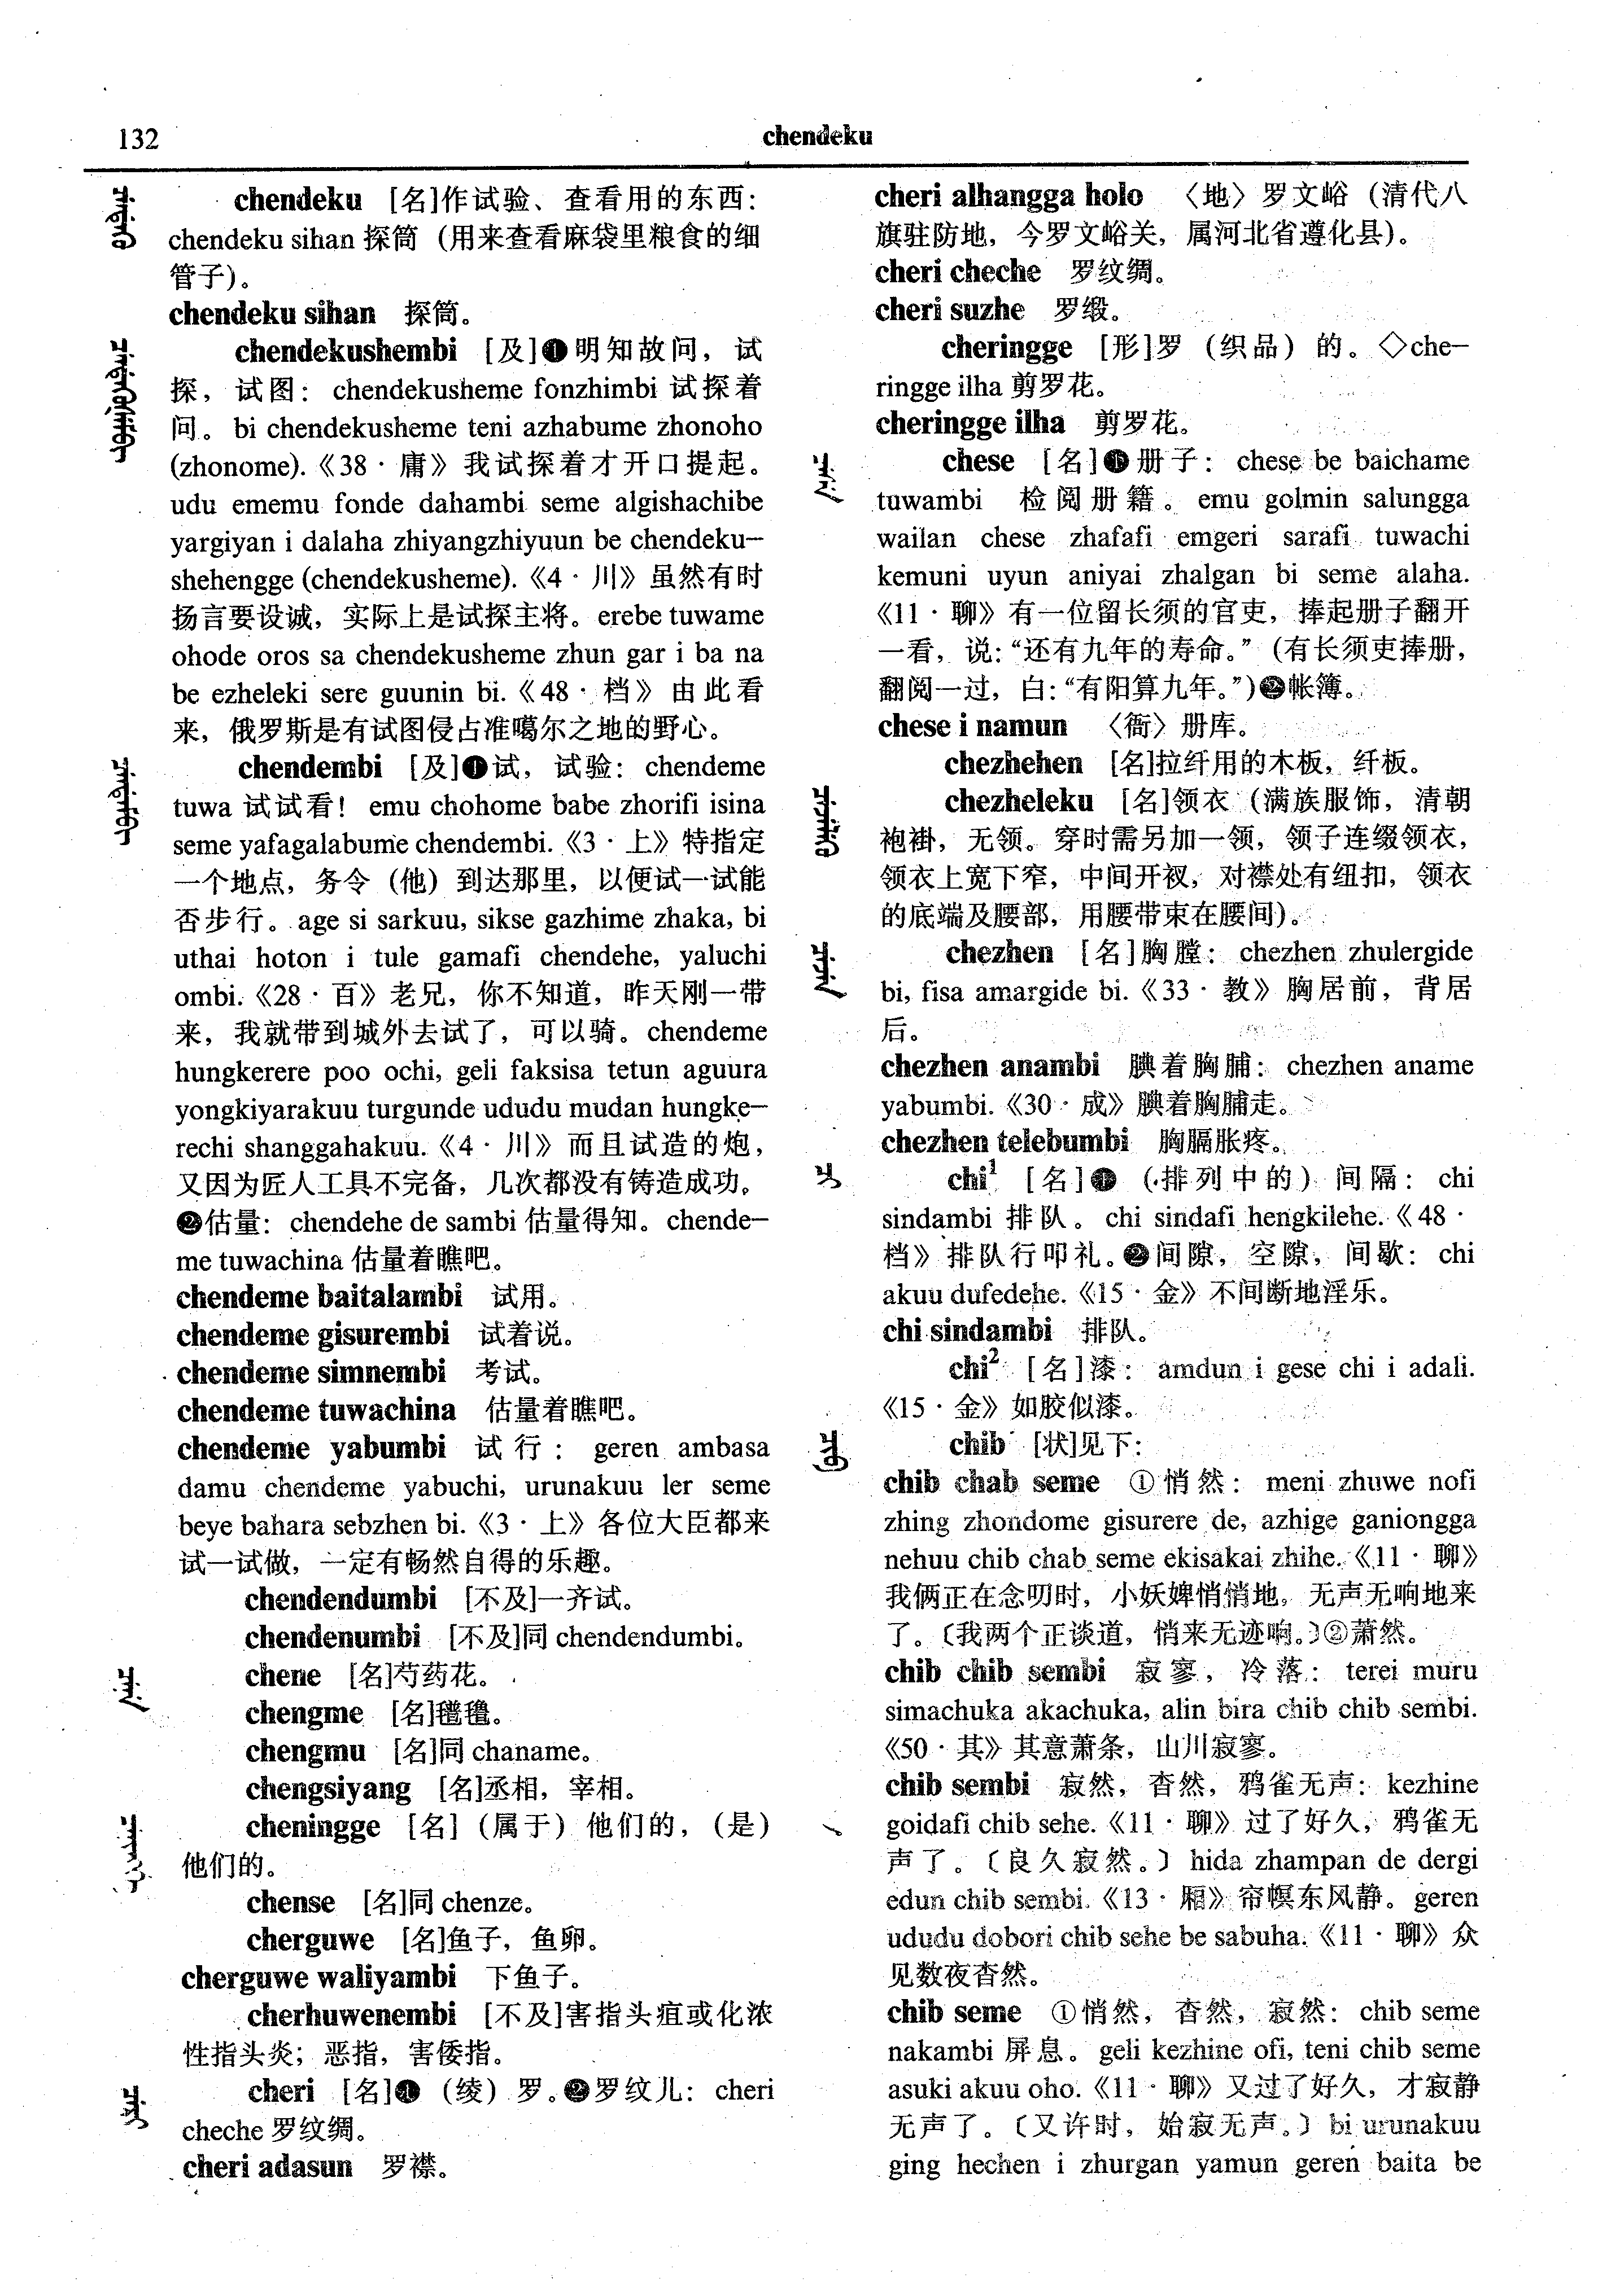 132
chendeku
chendeku [名]作试验、查看用的东西:
chendeku sihan 探筒（用来查看麻袋里粮食的细
管子）。
chendeku sihan 探筒。
chendekushembi [及]❶明知故问，试
探，试图：chendekusheme fonzhimbi 试探着
问。bi chendekusheme teni azhabume zhonoho
(zhonome).《38·庸》我试探着才开口提起。
udu ememu fonde dahambi seme algishachibe
yargiyan i dalaha zhiyangzhiyuun be chendeku-
shehengge (chendekusheme).《4·川》虽然有时
扬言要设诚，实际上是试探主将。erebe tuwame
ohode oros sa chendekusheme zhun gar i ba na
be ezheleki sere guunin bi.《48·档》由此看
来，俄罗斯是有试图侵占准噶尔之地的野心。
chendembi [及]❶试，试验：chendeme
tuwa 试试看！emu chohome babe zhorifi isina
seme yafagalabume chendembi.《3·上》特指定
一个地点，务令（他）到达那里，以便试一试能
否步行。age si sarkuu, sikse gazhime zhaka, bi
uthai hoton i tule gamafi chendehe, yaluchi
ombi.《28·百》老兄，你不知道，昨天刚一带
来，我就带到城外去试了，可以骑。chendeme
hungkerere poo ochi, geli faksisa tetun aguura
yongkiyarakuu turgunde ududu mudan hungke-
rechi shanggahakuu.《4·川》而且试造的炮，
又因为匠人工具不完备，几次都没有铸造成功。
❷估量：chendehe de sambi 估量得知。chende-
me tuwachina 估量着瞧吧。
chendeme baitalambi 试用。
chendeme gisurembi 试着说。
chendeme simnembi 考试。
chendeme tuwachina 估量着瞧吧。
chendeme yabumbi 试行：geren ambasa
damu chendeme yabuchi, urunakuu ler seme
beye bahara sebzhen bi.《3·上》各位大臣都来
试一试做，一定有畅然自得的乐趣。
chendendumbi [不及]一齐试。
chendenumbi [不及]同 chendendumbi。
chene [名]芍药花。
chengme [名]氆氇。
chengmu [名]同 chaname。
chengsiyang [名]丞相，宰相。
cheningge [名]（属于）他们的，（是）
他们的。
chense [名]同 chenze。
cherguwe [名]鱼子，鱼卵。
cherguwe waliyambi 下鱼子。
cherhuwenembi [不及]害指头疽或化浓
性指头炎；恶指，害倭指。
cheri [名]❶（绫）罗。❷罗纹儿：cheri
cheche 罗纹绸。
cheri adasun 罗襟。
cheri alhangga holo 〈地〉罗文峪（清代八
旗驻防地，今罗文峪关，属河北省遵化县）。
cheri cheche 罗纹绸。
cheri suzhe 罗缎。
cheringge [形]罗（织品）的。◇che-
ringge ilha 剪罗花。
cheringge ilha 剪罗花。
chese [名]❶册子：chese be baichame
tuwambi 检阅册籍。emu golmin salungga
wailan chese zhafafi emgeri sarafi tuwachi
kemuni uyun aniyai zhalgan bi seme alaha.
《11·聊》有一位留长须的官吏，捧起册子翻开
一看，说：“还有九年的寿命。”（有长须吏捧册，
翻阅一过，白：“有阳算九年。”）❷帐簿。
chese i namun 〈衙〉册库。
chezhehen [名]拉纤用的木板，纤板。
chezheleku [名]领衣（满族服饰，清朝
袍褂，无领。穿时需另加一领，领子连缀领衣，
领衣上宽下窄，中间开衩，对襟处有纽扣，领衣
的底端及腰部，用腰带束在腰间）。
chezhen [名]胸膛：chezhen zhulergide
bi, fisa amargide bi.《33·教》胸居前，背居
后。
chezhen anambi 腆着胸脯：chezhen aname
yabumbi.《30·成》腆着胸脯走。
chezhen telebumbi 胸膈胀疼。
chi¹ [名]❶（排列中的）间隔：chi
sindambi 排队。chi sindafi hengkilehe.《48·
档》排队行叩礼。❷间隙，空隙，间歇：chi
akuu dufedehe.《15·金》不间断地淫乐。
chi sindambi 排队。
chi² [名]漆：amdun i gese chi i adali.
《15·金》如胶似漆。
chib [状]见下：
chib chab seme ①悄然：meni zhuwe nofi
zhing zhondome gisurere de, azhige ganiongga
nehuu chib chab seme ekisakai zhihe.《11·聊》
我俩正在念叨时，小妖婢悄悄地，无声无响地来
了。〔我两个正谈道，悄来无迹响。〕②萧然。
chib chib sembi 寂寥，冷落：terei muru
simachuka akachuka, alin bira chib chib sembi.
《50·其》其意萧条，山川寂寥。
chib sembi 寂然，杳然，鸦雀无声：kezhine
goidafi chib sehe.《11·聊》过了好久，鸦雀无
声了。〔良久寂然。〕hida zhampan de dergi
edun chib sembi.《13·厢》帘幙东风静。geren
ududu dobori chib sehe be sabuha.《11·聊》众
见数夜杳然。
chib seme ①悄然，杳然，寂然：chib seme
nakambi 屏息。geli kezhine ofi, teni chib seme
asuki akuu oho.《11·聊》又过了好久，才寂静
无声了。〔又许时，始寂无声。〕bi urunakuu
ging hechen i zhurgan yamun geren baita be